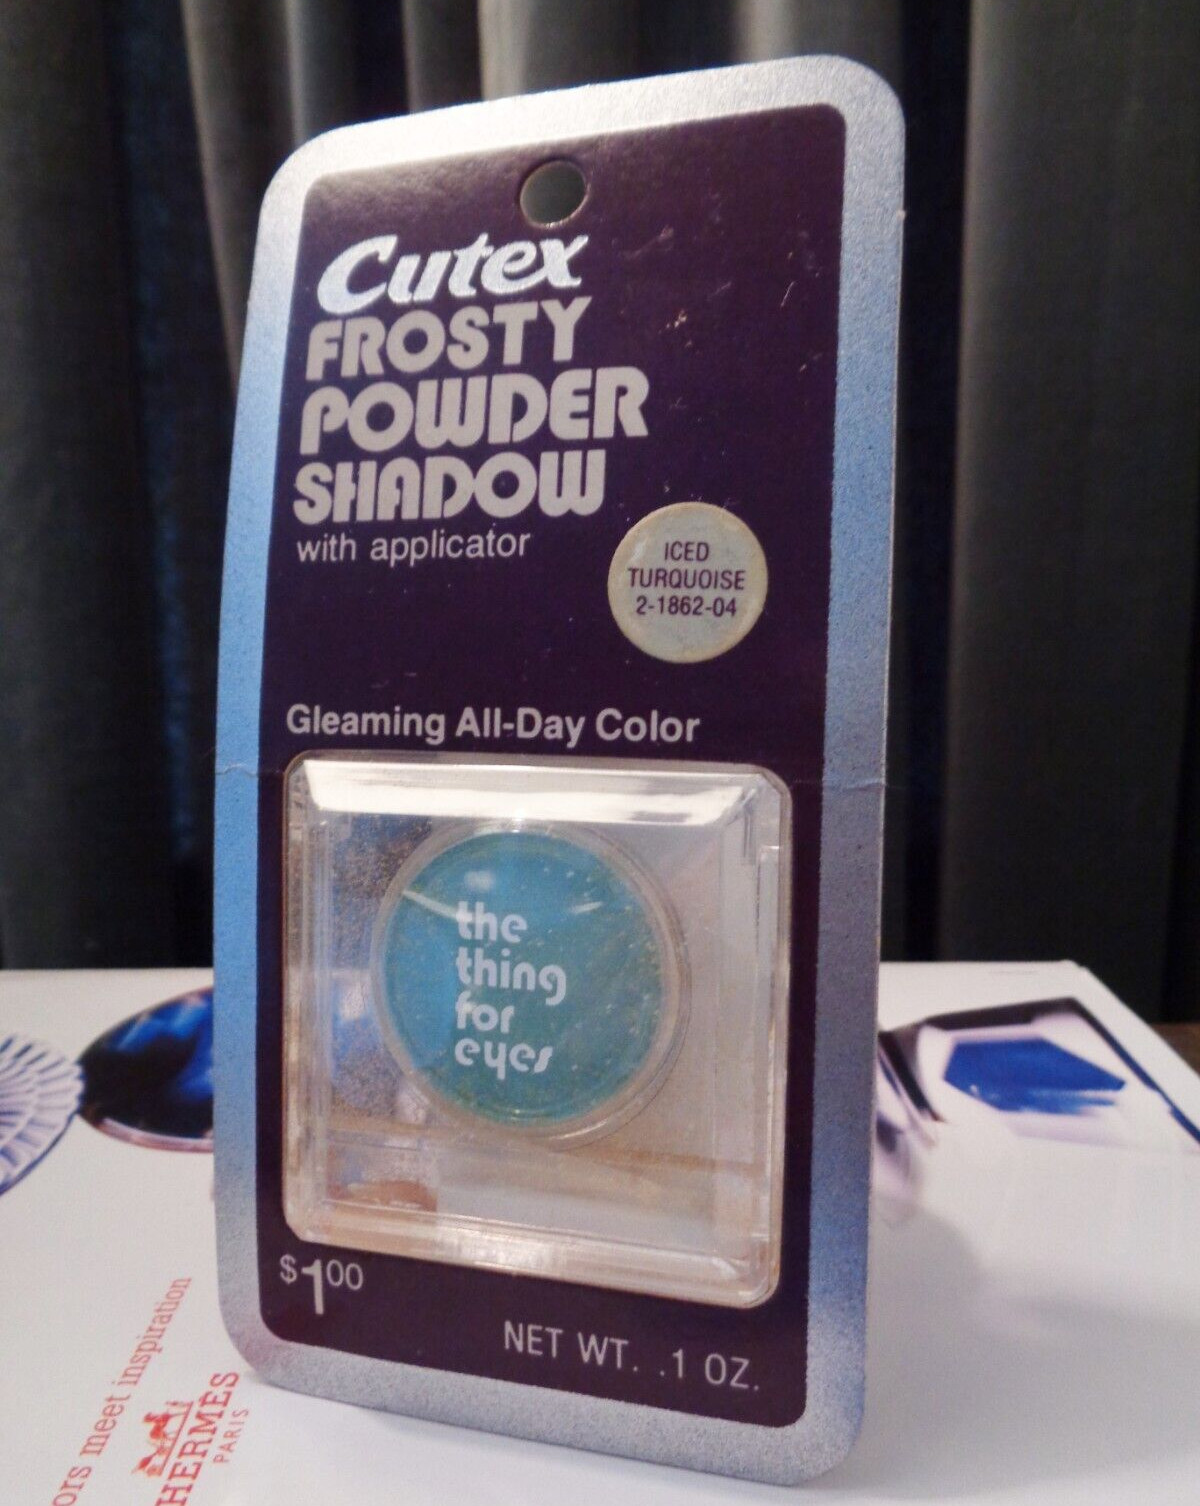 Cutex
FROSTY
POWDER
SHADOW
with applicator
ICED
TURQUOISE
2-1862-04
Gleaming All-Day Color
the
thing
for
eyes
$1.00
NET WT. .1 OZ.
ors meet inspiration
HERMÈS
PARIS